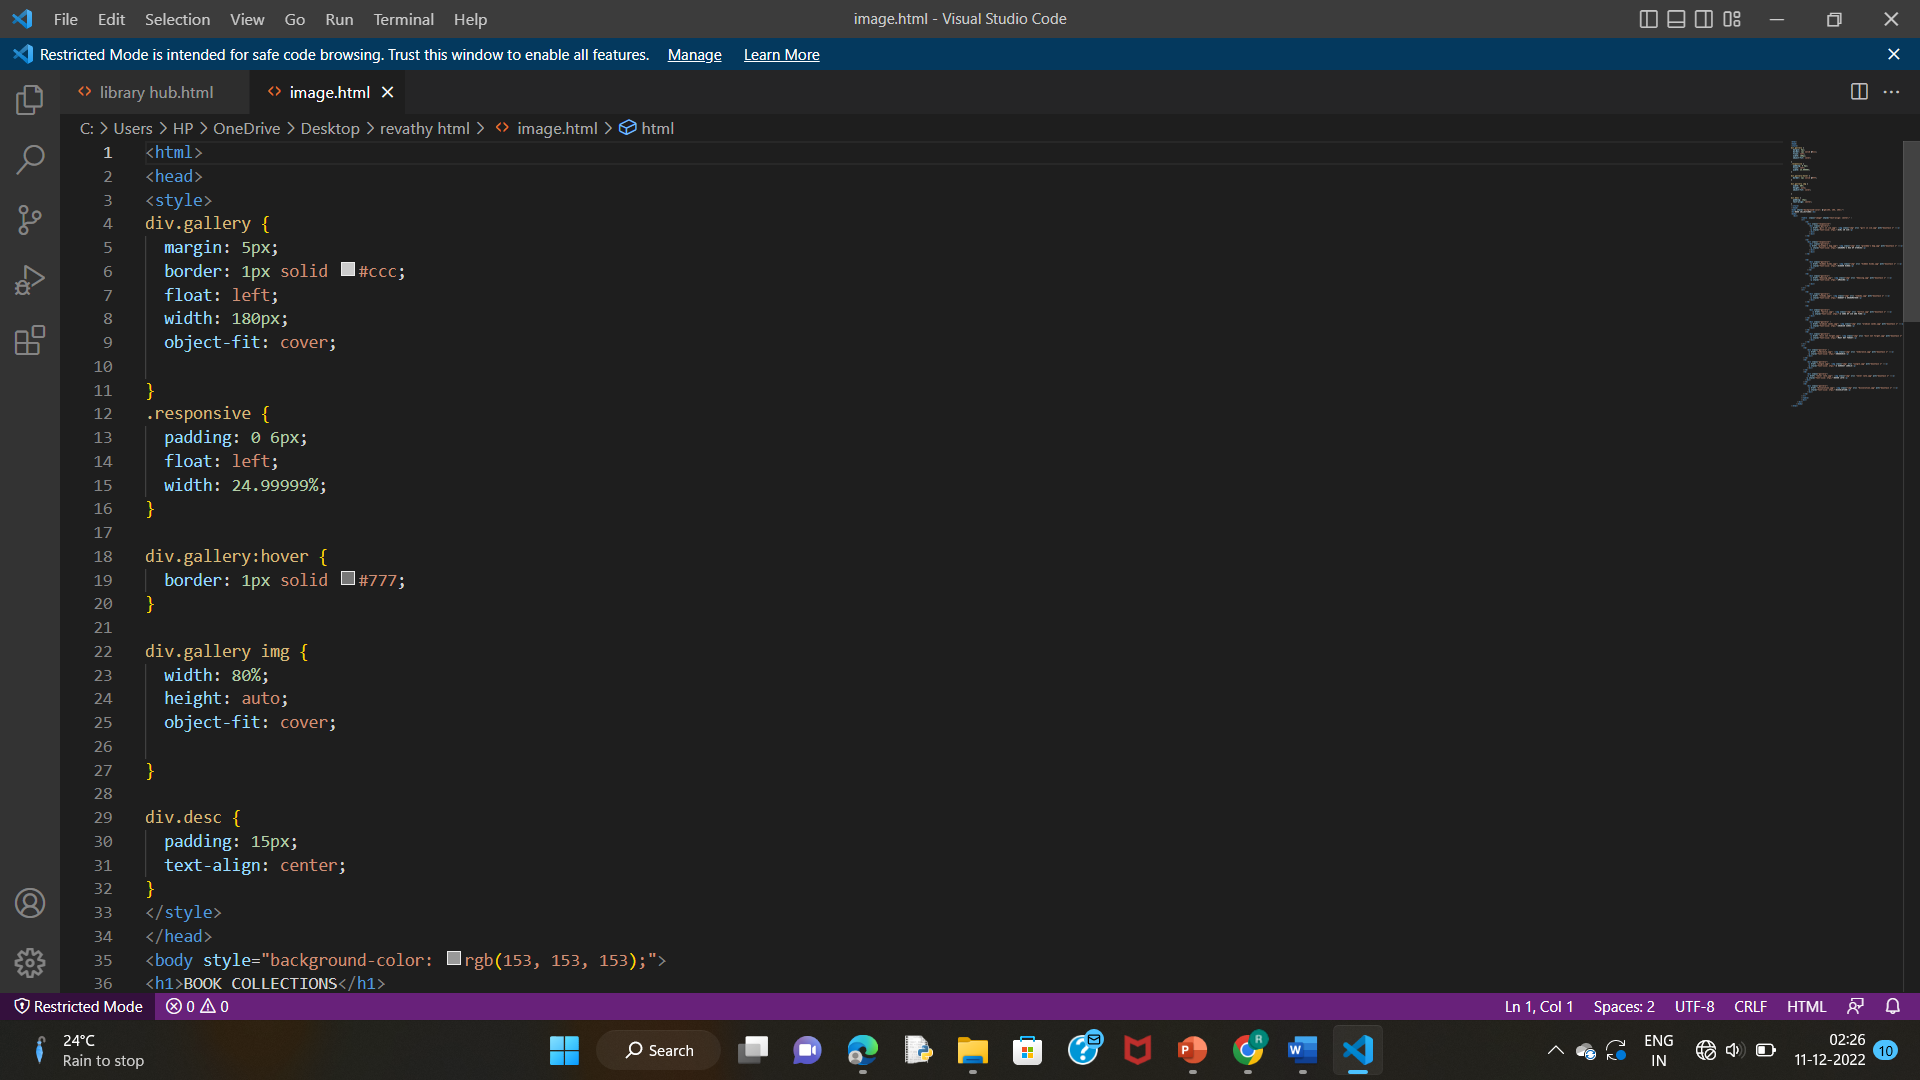 File Edit Selection View Go Run Terminal Help
image.html - Visual Studio Code
Restricted Mode is intended for safe code browsing. Trust this window to enable all features. Manage Learn More
library hub.html image.html
C: > Users > HP > OneDrive > Desktop > revathy html > image.html > html
1 <html>
2 <head>
3 <style>
4 div.gallery {
5 margin: 5px;
6 border: 1px solid #ccc;
7 float: left;
8 width: 180px;
9 object-fit: cover;
10
11 }
12 .responsive {
13 padding: 0 6px;
14 float: left;
15 width: 24.99999%;
16 }
17
18 div.gallery:hover {
19 border: 1px solid #777;
20 }
21
22 div.gallery img {
23 width: 80%;
24 height: auto;
25 object-fit: cover;
26
27 }
28
29 div.desc {
30 padding: 15px;
31 text-align: center;
32 }
33 </style>
34 </head>
35 <body style="background-color: rgb(153, 153, 153);">
36 <h1>BOOK COLLECTIONS</h1>
Restricted Mode 0 0 Ln 1, Col 1 Spaces: 2 UTF-8 CRLF HTML
24°C
Rain to stop
Search
ENG
IN
02:26
11-12-2022
10